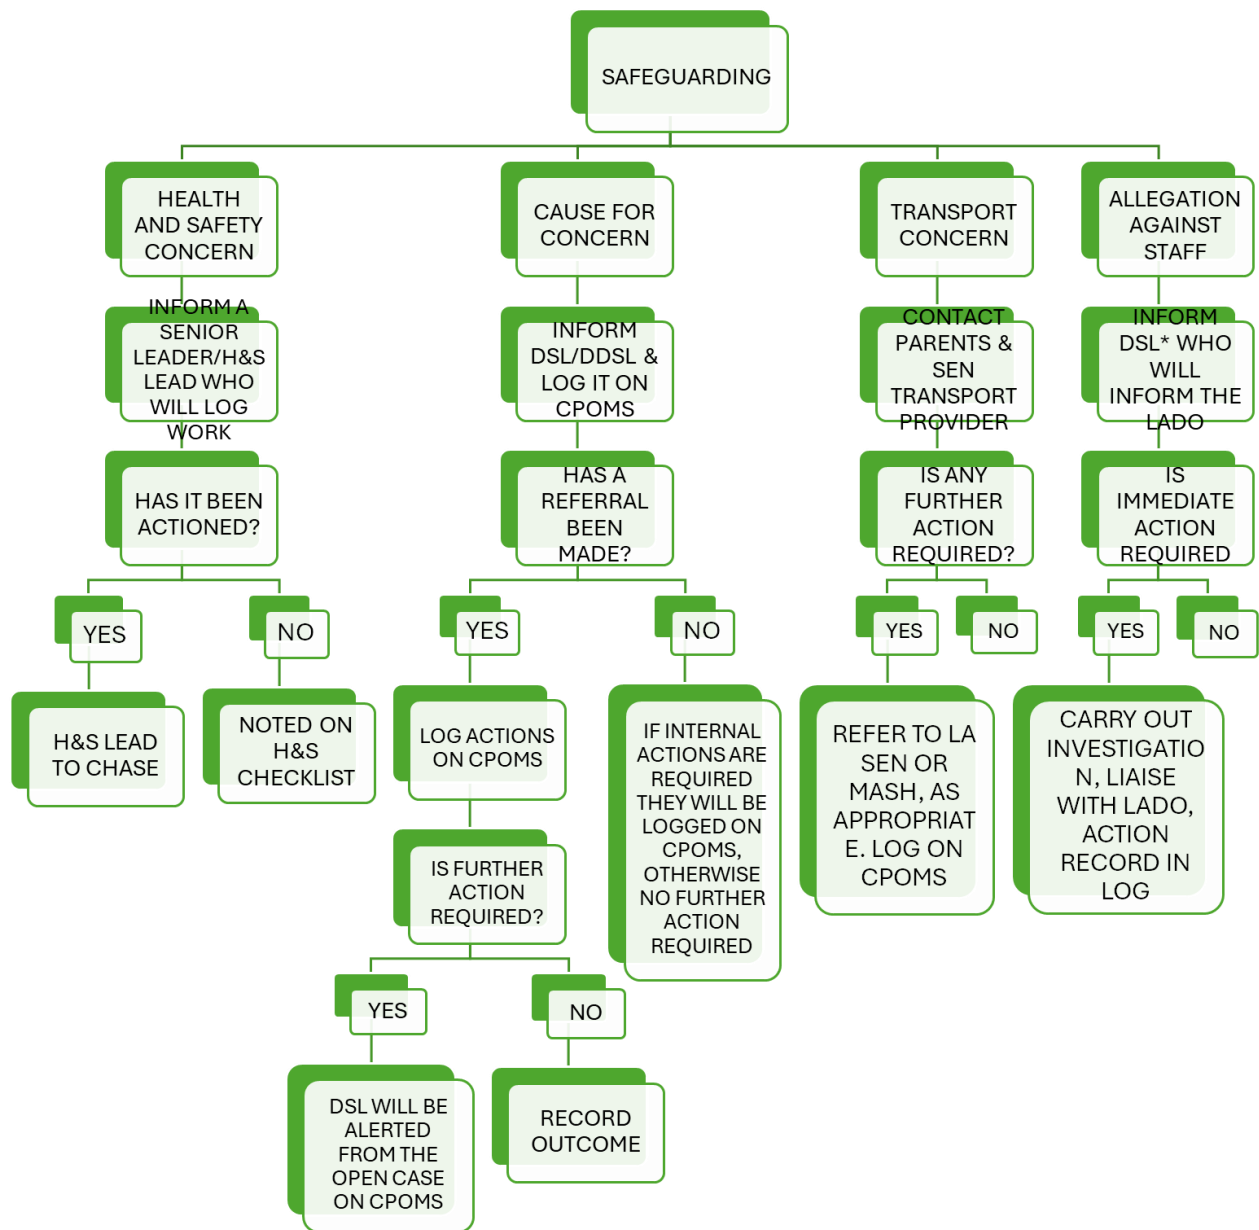 SAFEGUARDING
HEALTH
AND SAFETY
CONCERN
CAUSE FOR
CONCERN
TRANSPORT
CONCERN
ALLEGATION
AGAINST
STAFF
INFORM A
SENIOR
LEADER/H&S
LEAD WHO
WILL LOG
WORK
INFORM
DSL/DDSL &
LOG IT ON
CPOMS
CONTACT
PARENTS &
SEN
TRANSPORT
PROVIDER
INFORM
DSL* WHO
WILL
INFORM THE
LADO
HAS IT BEEN
ACTIONED?
HAS A
REFERRAL
BEEN
MADE?
IS ANY
FURTHER
ACTION
REQUIRED?
IS
IMMEDIATE
ACTION
REQUIRED
YES
NO
YES
NO
YES
NO
YES
NO
H&S LEAD
TO CHASE
NOTED ON
H&S
CHECKLIST
LOG ACTIONS
ON CPOMS
IF INTERNAL
ACTIONS ARE
REQUIRED
THEY WILL BE
LOGGED ON
CPOMS,
OTHERWISE
NO FURTHER
ACTION
REQUIRED
REFER TO LA
SEN OR
MASH, AS
APPROPRIAT
E. LOG ON
CPOMS
CARRY OUT
INVESTIGATIO
N, LIAISE
WITH LADO,
ACTION
RECORD IN
LOG
IS FURTHER
ACTION
REQUIRED?
YES
NO
DSL WILL BE
ALERTED
FROM THE
OPEN CASE
ON CPOMS
RECORD
OUTCOME